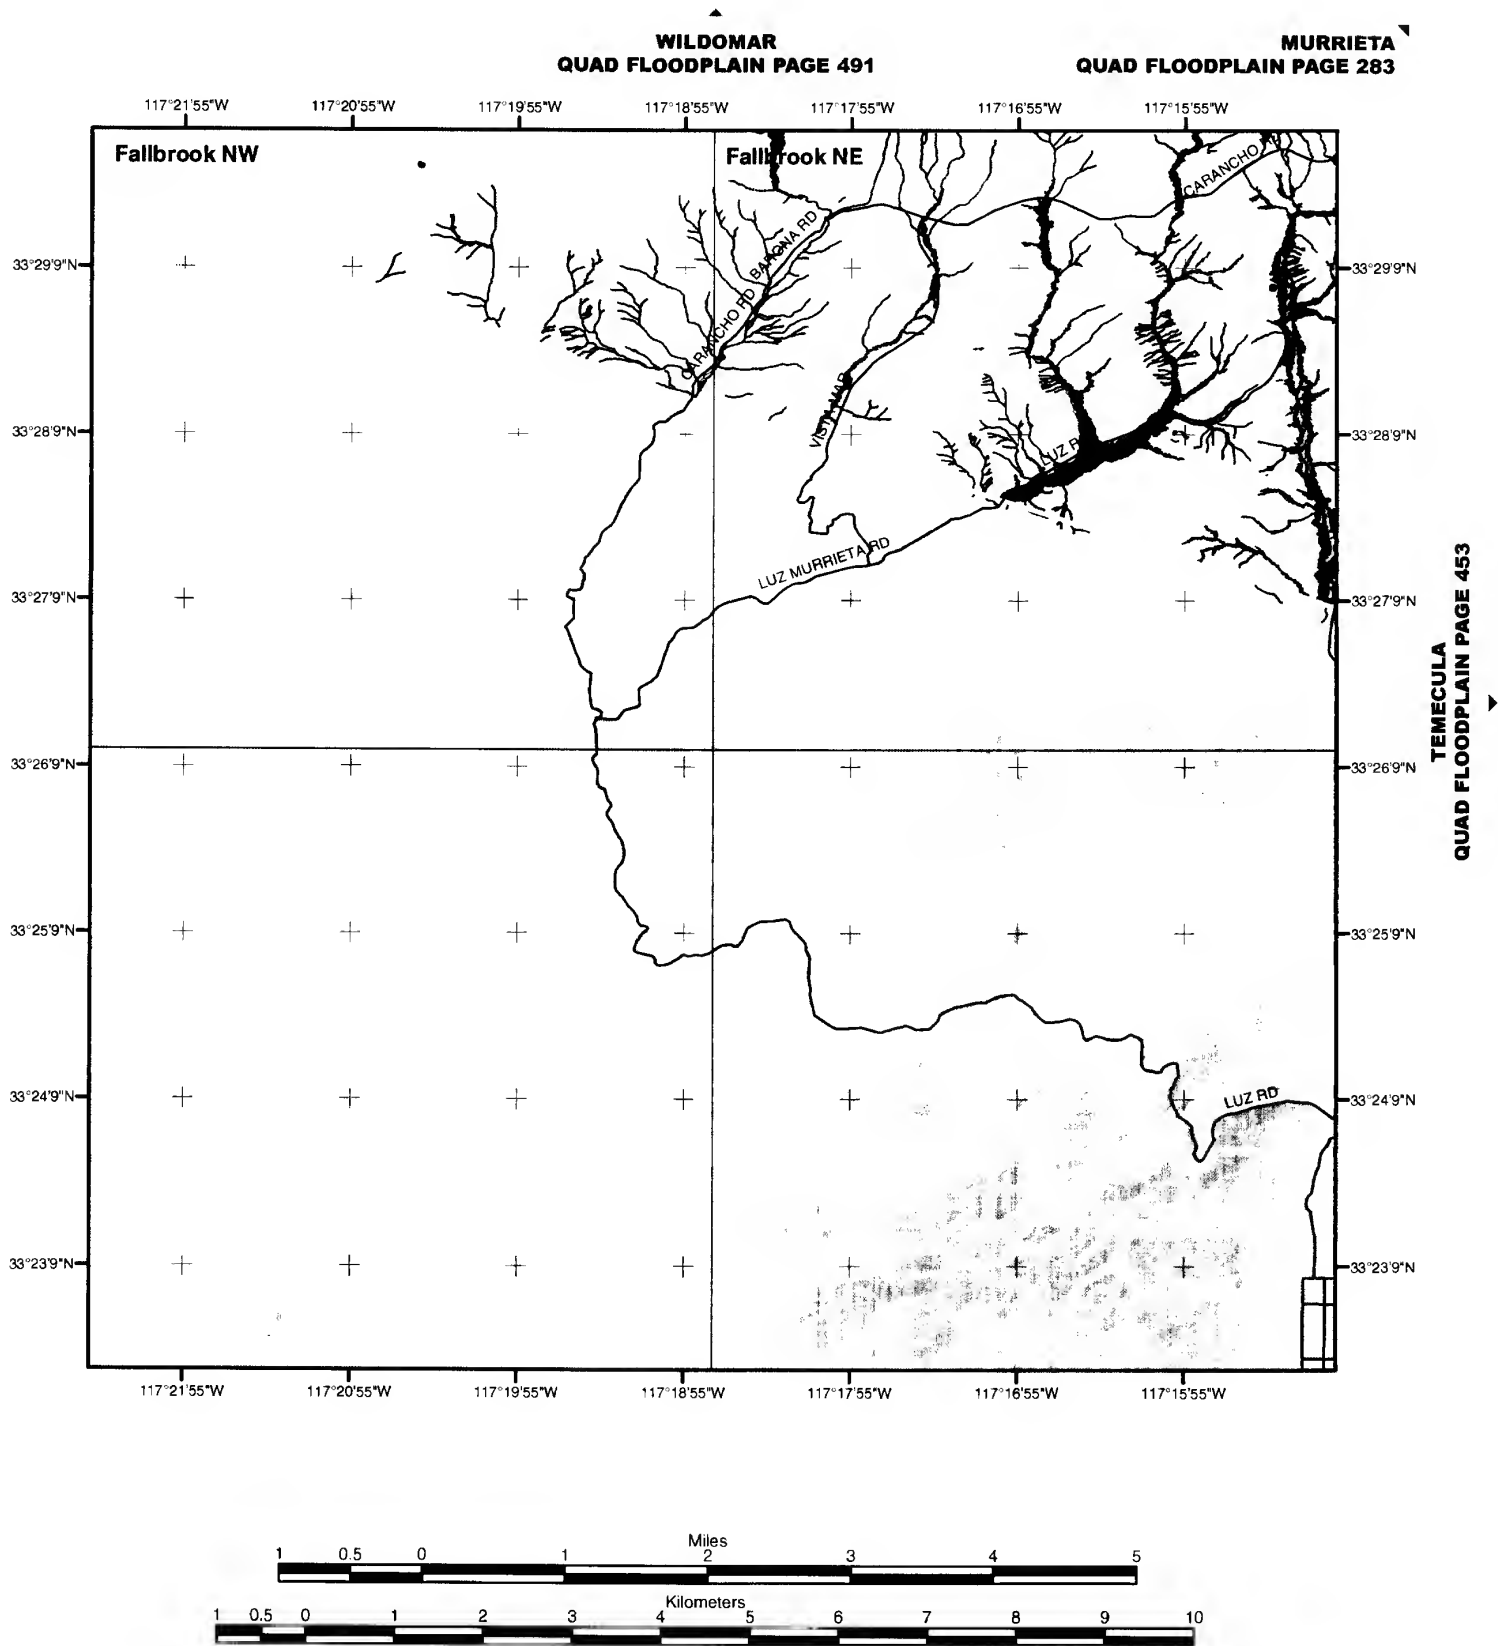 WILDOMAR
QUAD FLOODPLAIN PAGE 491
MURRIETA
QUAD FLOODPLAIN PAGE 283
117°21'55"W 117°20'55"W 117°19'55"W 117°18'55"W 117°17'55"W 117°16'55"W 117°15'55"W
Fallbrook NW
Fallbrook NE
CARANCHO RD
BARONA RD
33°29'9"N
33°29'9"N
CARANCHO RD
VISTA MAR
33°28'9"N
33°28'9"N
LUZ R
LUZ MURRIETA RD
33°27'9"N
33°27'9"N
TEMECULA
QUAD FLOODPLAIN PAGE 453
33°26'9"N
33°26'9"N
33°25'9"N
33°25'9"N
33°24'9"N
LUZ RD
33°24'9"N
33°23'9"N
33°23'9"N
117°21'55"W 117°20'55"W 117°19'55"W 117°18'55"W 117°17'55"W 117°16'55"W 117°15'55"W
Miles
1 0.5 0 1 2 3 4 5
Kilometers
1 0.5 0 1 2 3 4 5 6 7 8 9 10